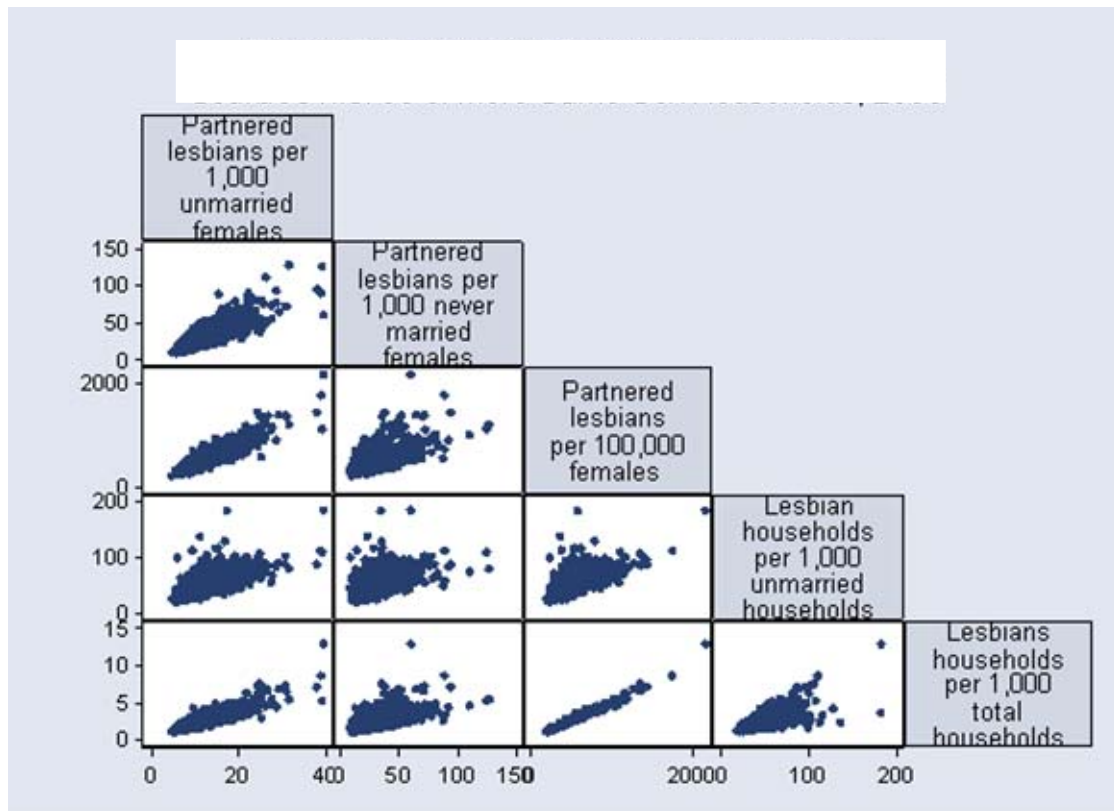 Partnered
lesbians per
1,000
unmarried
females
150
100
50
0
Partnered
lesbians per
1,000 never
married
females
2000
0
Partnered
lesbians
per 100,000
females
200
100
0
Lesbian
households
per 1,000
unmarried
households
15
10
5
0
Lesbians
households
per 1,000
total
households
0 20 40 0 50 100 150 0 2000 0 100 200